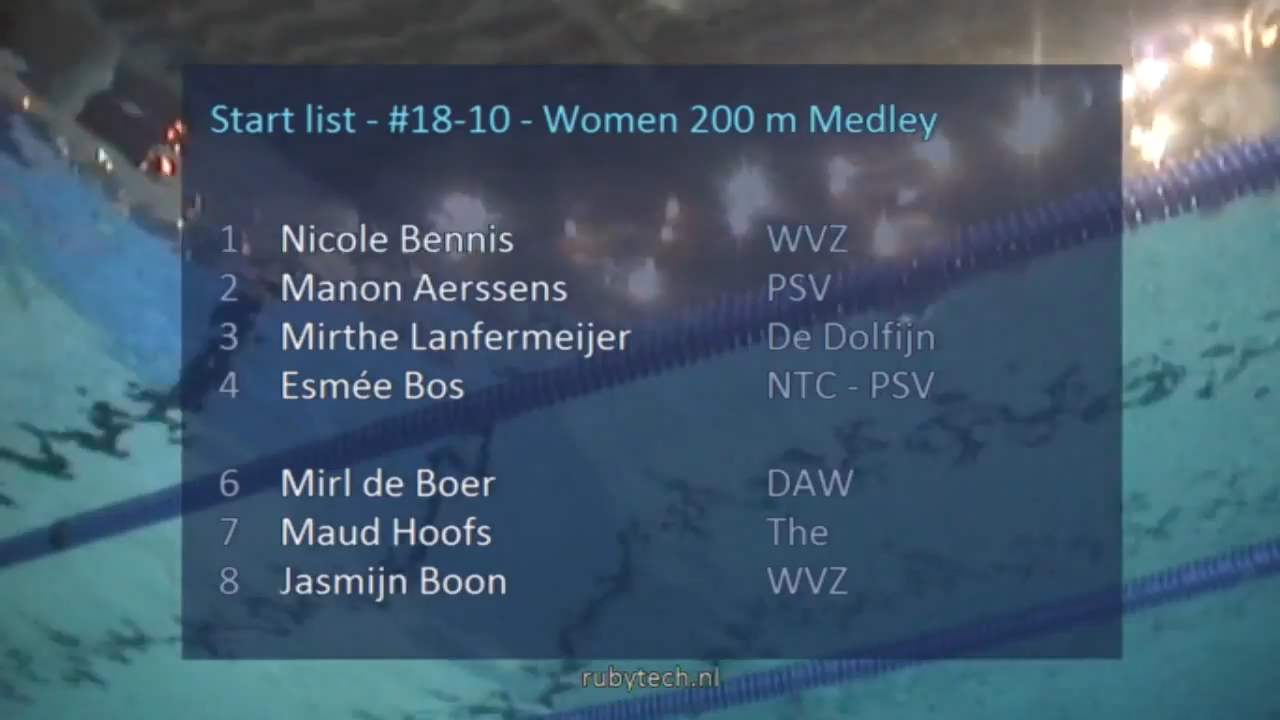 Start list - #18-10 - Women 200 m Medley
1 Nicole Bennis WVZ
2 Manon Aerssens PSV
3 Mirthe Lanfermeijer De Dolfijn
4 Esmée Bos NTC - PSV
6 Mirl de Boer DAW
7 Maud Hoofs The
8 Jasmijn Boon WVZ
rubytech.nl